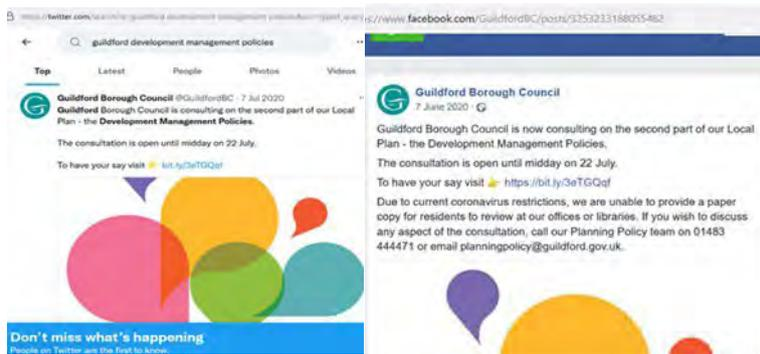 guildford development management policies
Top Latest People Photos Videos
Guildford Borough Council @GuildfordBC · 7 Jul 2020
Guildford Borough Council is consulting on the second part of our Local
Plan - the Development Management Policies.
The consultation is open until midday on 22 July.
To have your say visit 👉 bit.ly/3eTGQqf
Don't miss what's happening
People on Twitter are the first to know.
s://www.facebook.com/GuildfordBC/posts/3253233188055462
Guildford Borough Council
7 June 2020 ·
Guildford Borough Council is now consulting on the second part of our Local
Plan - the Development Management Policies.
The consultation is open until midday on 22 July.
To have your say visit 👉 https://bit.ly/3eTGQqf
Due to current coronavirus restrictions, we are unable to provide a paper
copy for residents to review at our offices or libraries. If you wish to discuss
any aspect of the consultation, call our Planning Policy team on 01483
444471 or email planningpolicy@guildford.gov.uk.